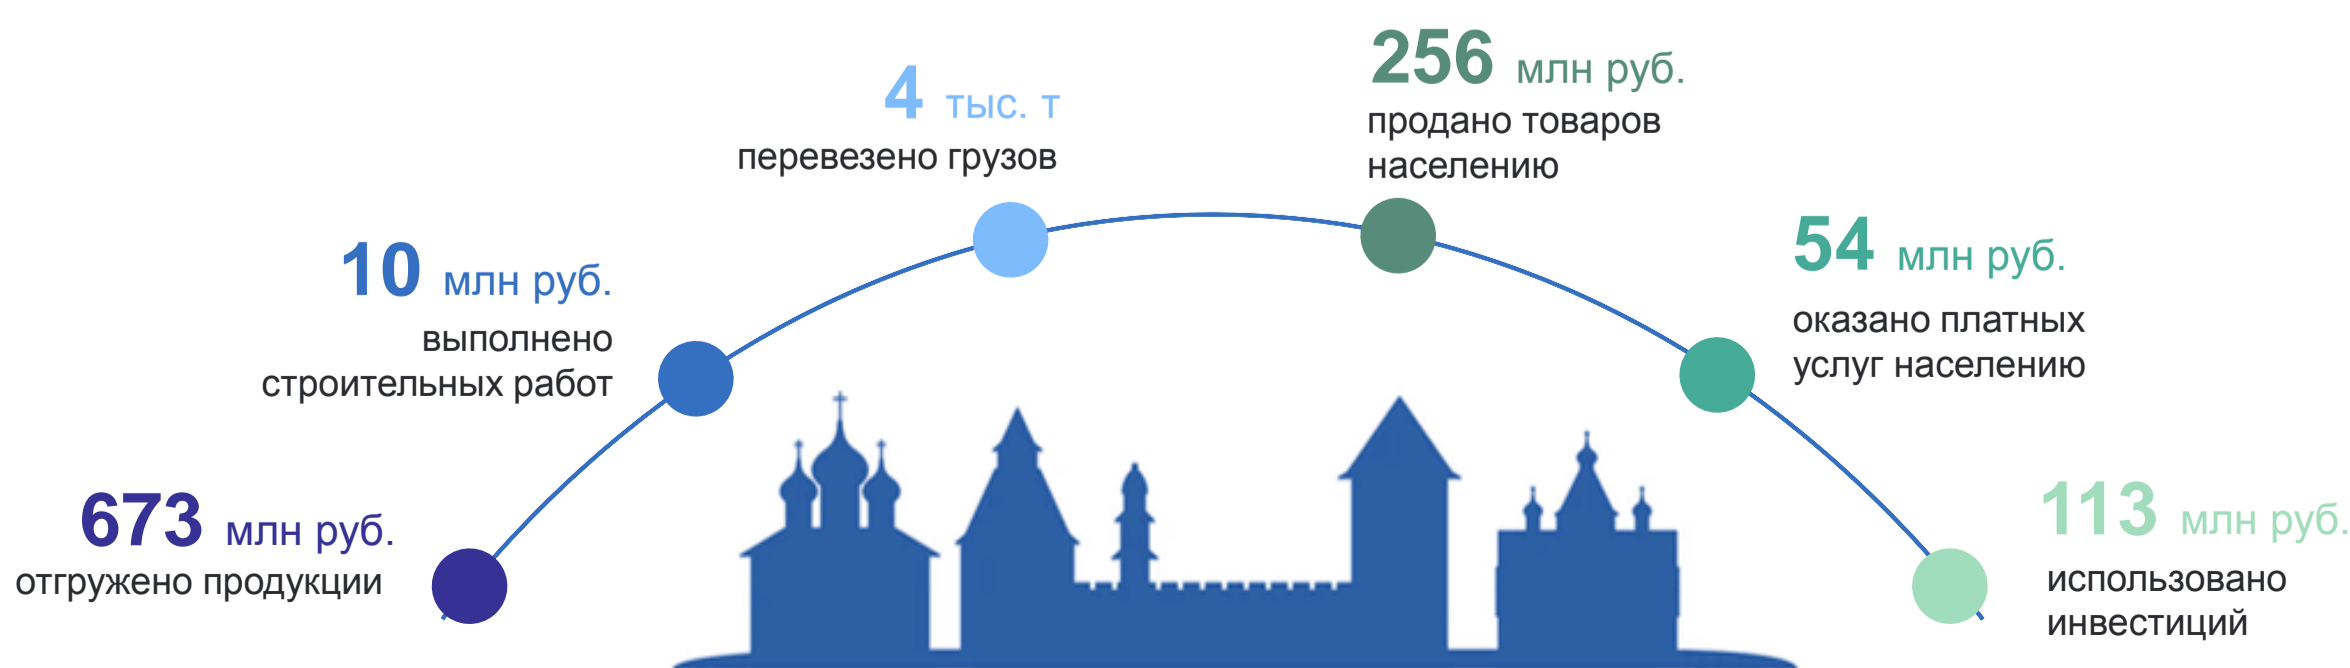 673 млн руб.
отгружено продукции
10 млн руб.
выполнено
строительных работ
4 тыс. т
перевезено грузов
256 млн руб.
продано товаров
населению
54 млн руб.
оказано платных
услуг населению
113 млн руб.
использовано
инвестиций